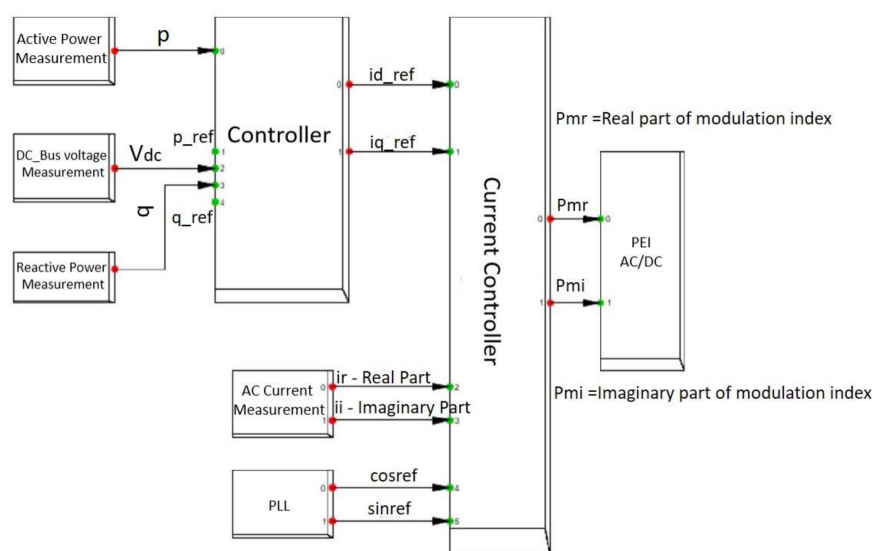 Active Power
Measurement
p
0
DC_Bus voltage
Measurement
Vdc
p_ref
1
2
3
4
q
q_ref
Reactive Power
Measurement
Controller
0
id_ref
0
1
iq_ref
1
Current Controller
Pmr =Real part of modulation index
0
Pmr
0
PEI
AC/DC
1
Pmi
1
Pmi =Imaginary part of modulation index
AC Current
Measurement
0
ir - Real Part
2
1
ii - Imaginary Part
3
PLL
0
cosref
4
1
sinref
5